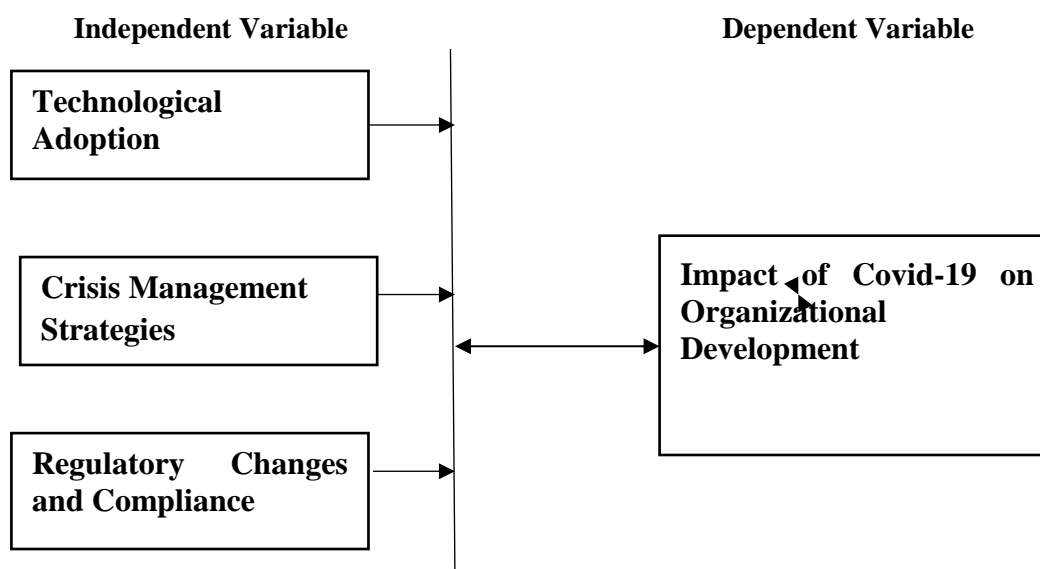 Independent Variable
Dependent Variable
Technological
Adoption
Crisis Management
Strategies
Regulatory Changes
and Compliance
Impact of Covid-19 on
Organizational
Development